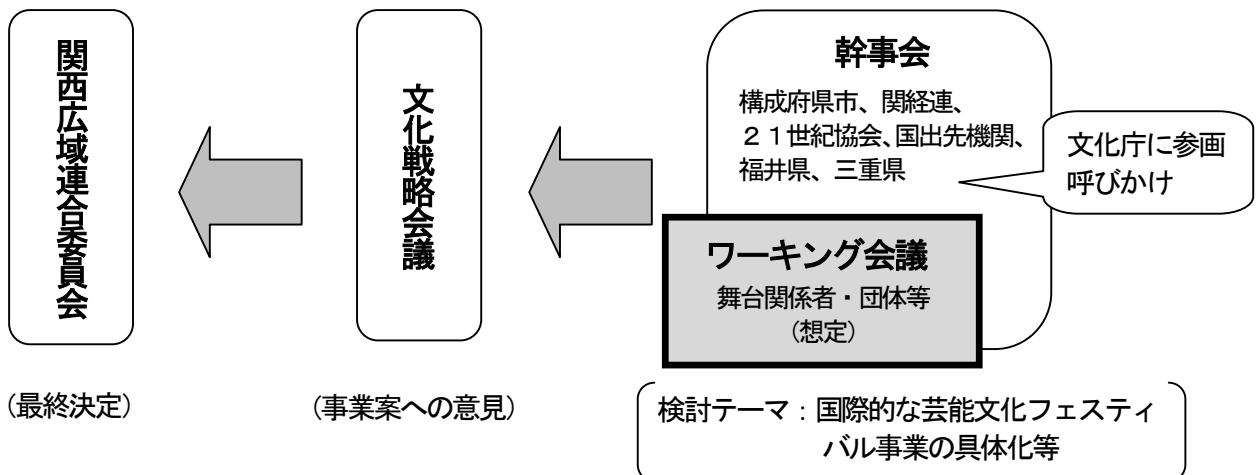 関西広域連合委員会
(最終決定)
文化戦略会議
(事業案への意見)
幹事会
構成府県市、関経連、
２１世紀協会、国出先機関、
福井県、三重県
文化庁に参画
呼びかけ
ワーキング会議
舞台関係者・団体等
(想定)
検討テーマ：国際的な芸能文化フェスティ
バル事業の具体化等